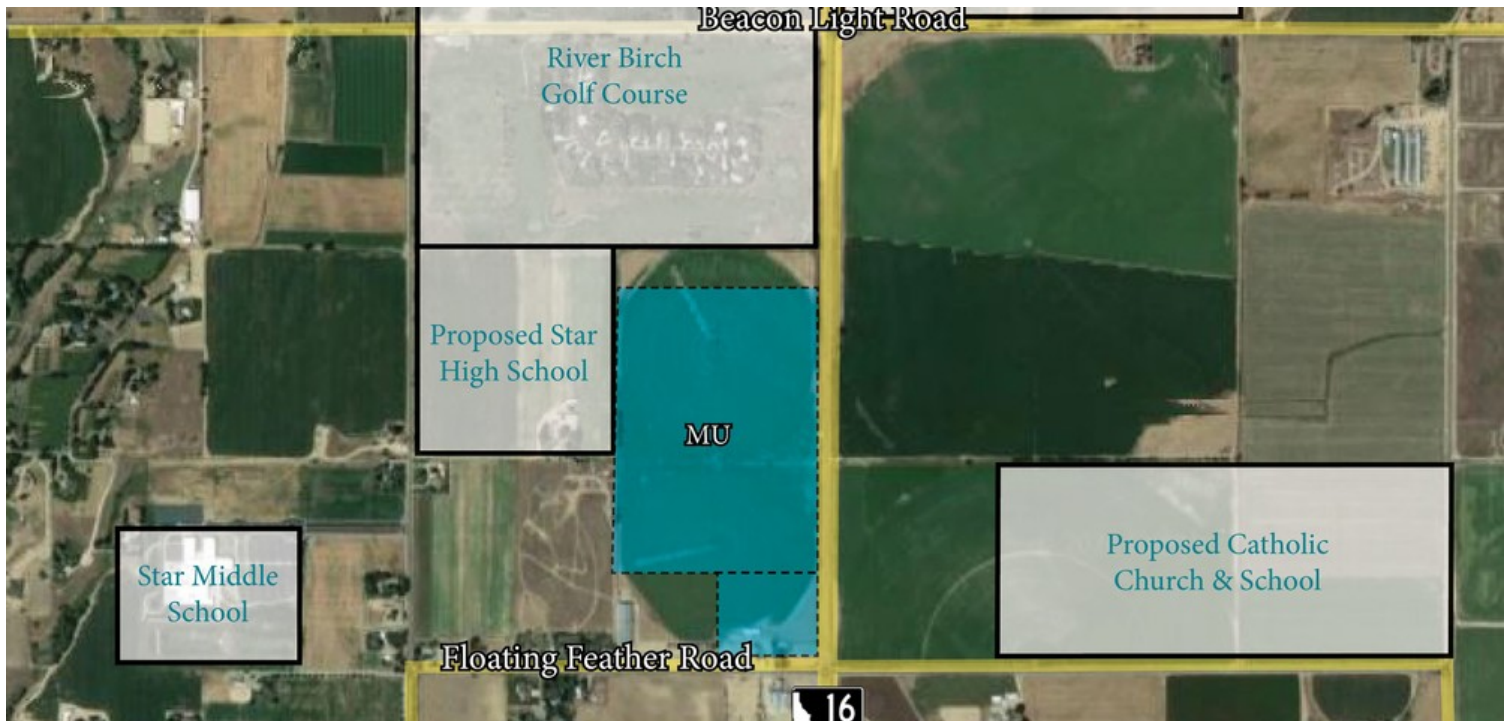 Beacon Light Road
River Birch
Golf Course
Proposed Star
High School
MU
Star Middle
School
Proposed Catholic
Church & School
Floating Feather Road
16